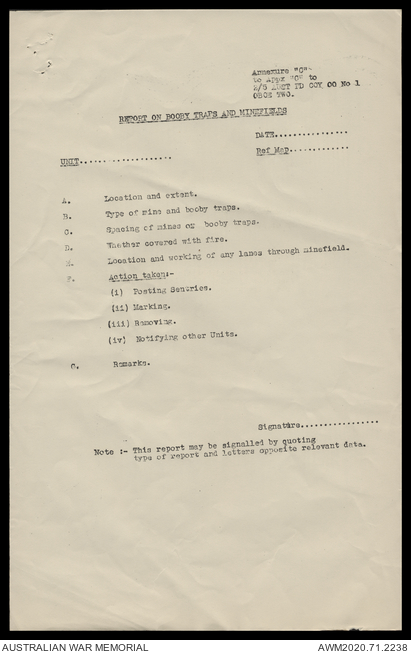 Annexure "C"
to Appx "C" to
2/8 AUST FD COY OO No 1
OBOE TWO.
REPORT ON BOOBY TRAPS AND MINEFIELDS
DATE................
Ref Map.............
UNIT....................
A. Location and extent.
B. Type of mine and booby traps.
C. Spacing of mines or booby traps.
D. Whether covered with fire.
E. Location and working of any lanes through minefield.
F. Action taken:-
(i) Posting Sentries.
(ii) Marking.
(iii) Removing.
(iv) Notifying other Units.
G. Remarks.
Signature.................
Note :- This report may be signalled by quoting
type of report and letters opposite relevant data.
AUSTRALIAN WAR MEMORIAL
AWM2020.71.2238